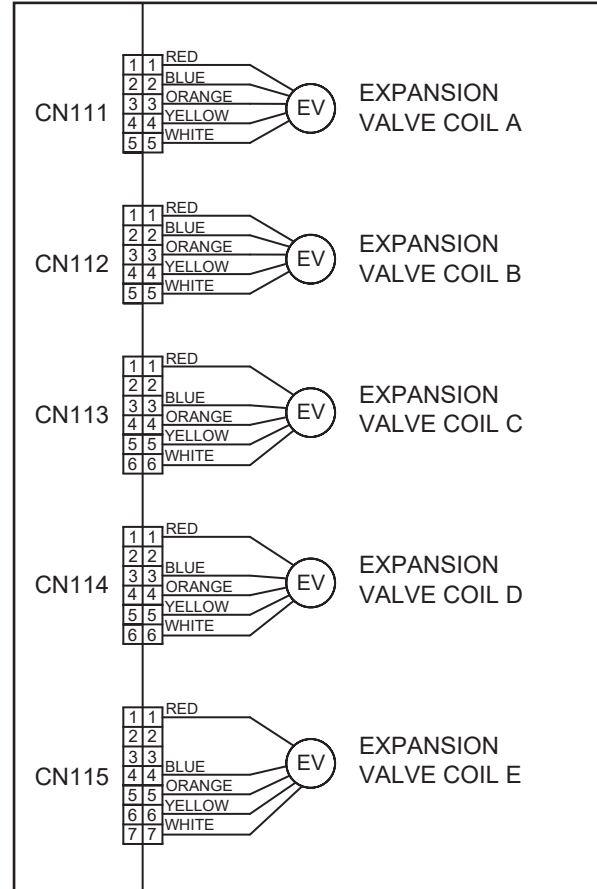 CN111
1 1 RED
2 2 BLUE
3 3 ORANGE
4 4 YELLOW
5 5 WHITE
EV
EXPANSION
VALVE COIL A
CN112
1 1 RED
2 2 BLUE
3 3 ORANGE
4 4 YELLOW
5 5 WHITE
EV
EXPANSION
VALVE COIL B
CN113
1 1 RED
2 2
3 3 BLUE
4 4 ORANGE
5 5 YELLOW
6 6 WHITE
EV
EXPANSION
VALVE COIL C
CN114
1 1 RED
2 2
3 3 BLUE
4 4 ORANGE
5 5 YELLOW
6 6 WHITE
EV
EXPANSION
VALVE COIL D
CN115
1 1 RED
2 2
3 3
4 4 BLUE
5 5 ORANGE
6 6 YELLOW
7 7 WHITE
EV
EXPANSION
VALVE COIL E